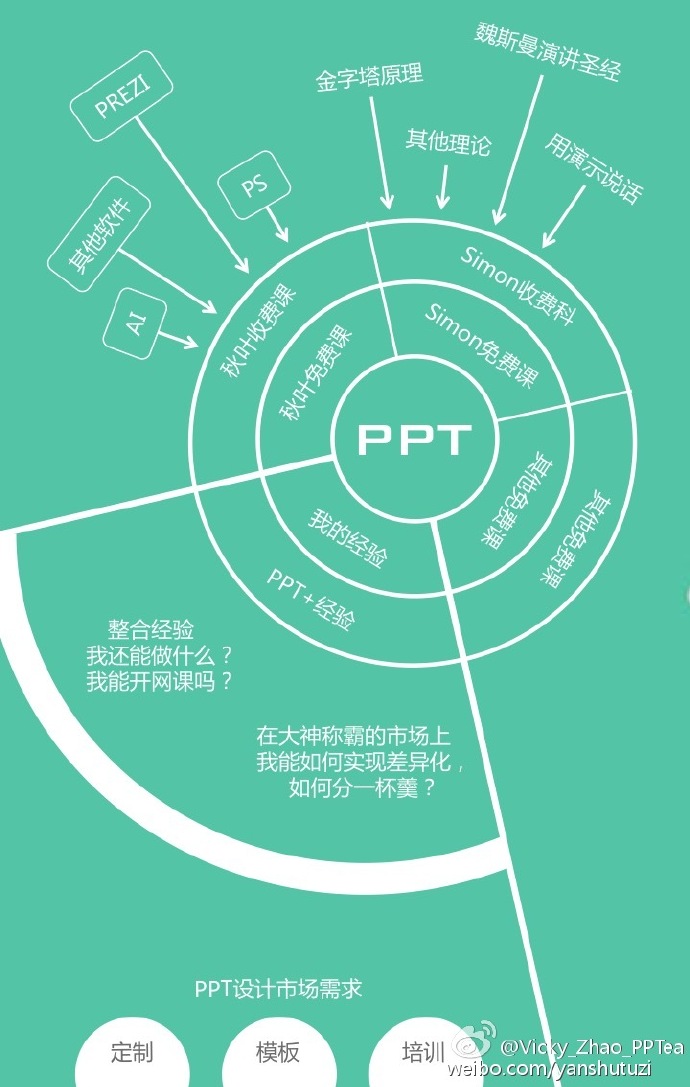 魏斯曼演讲圣经
金字塔原理
PREZI
其他理论
用演示说话
PS
其他软件
AI
Simon收费科
秋叶收费课
Simon免费课
秋叶免费课
PPT
其他免费课
其他免费课
我的经验
PPT+经验
整合经验
我还能做什么？
我能开网课吗？
在大神称霸的市场上
我能如何实现差异化，
如何分一杯羹？
PPT设计市场需求
定制
模板
培训
@Vicky_Zhao_PPTea
weibo.com/yanshutuzi